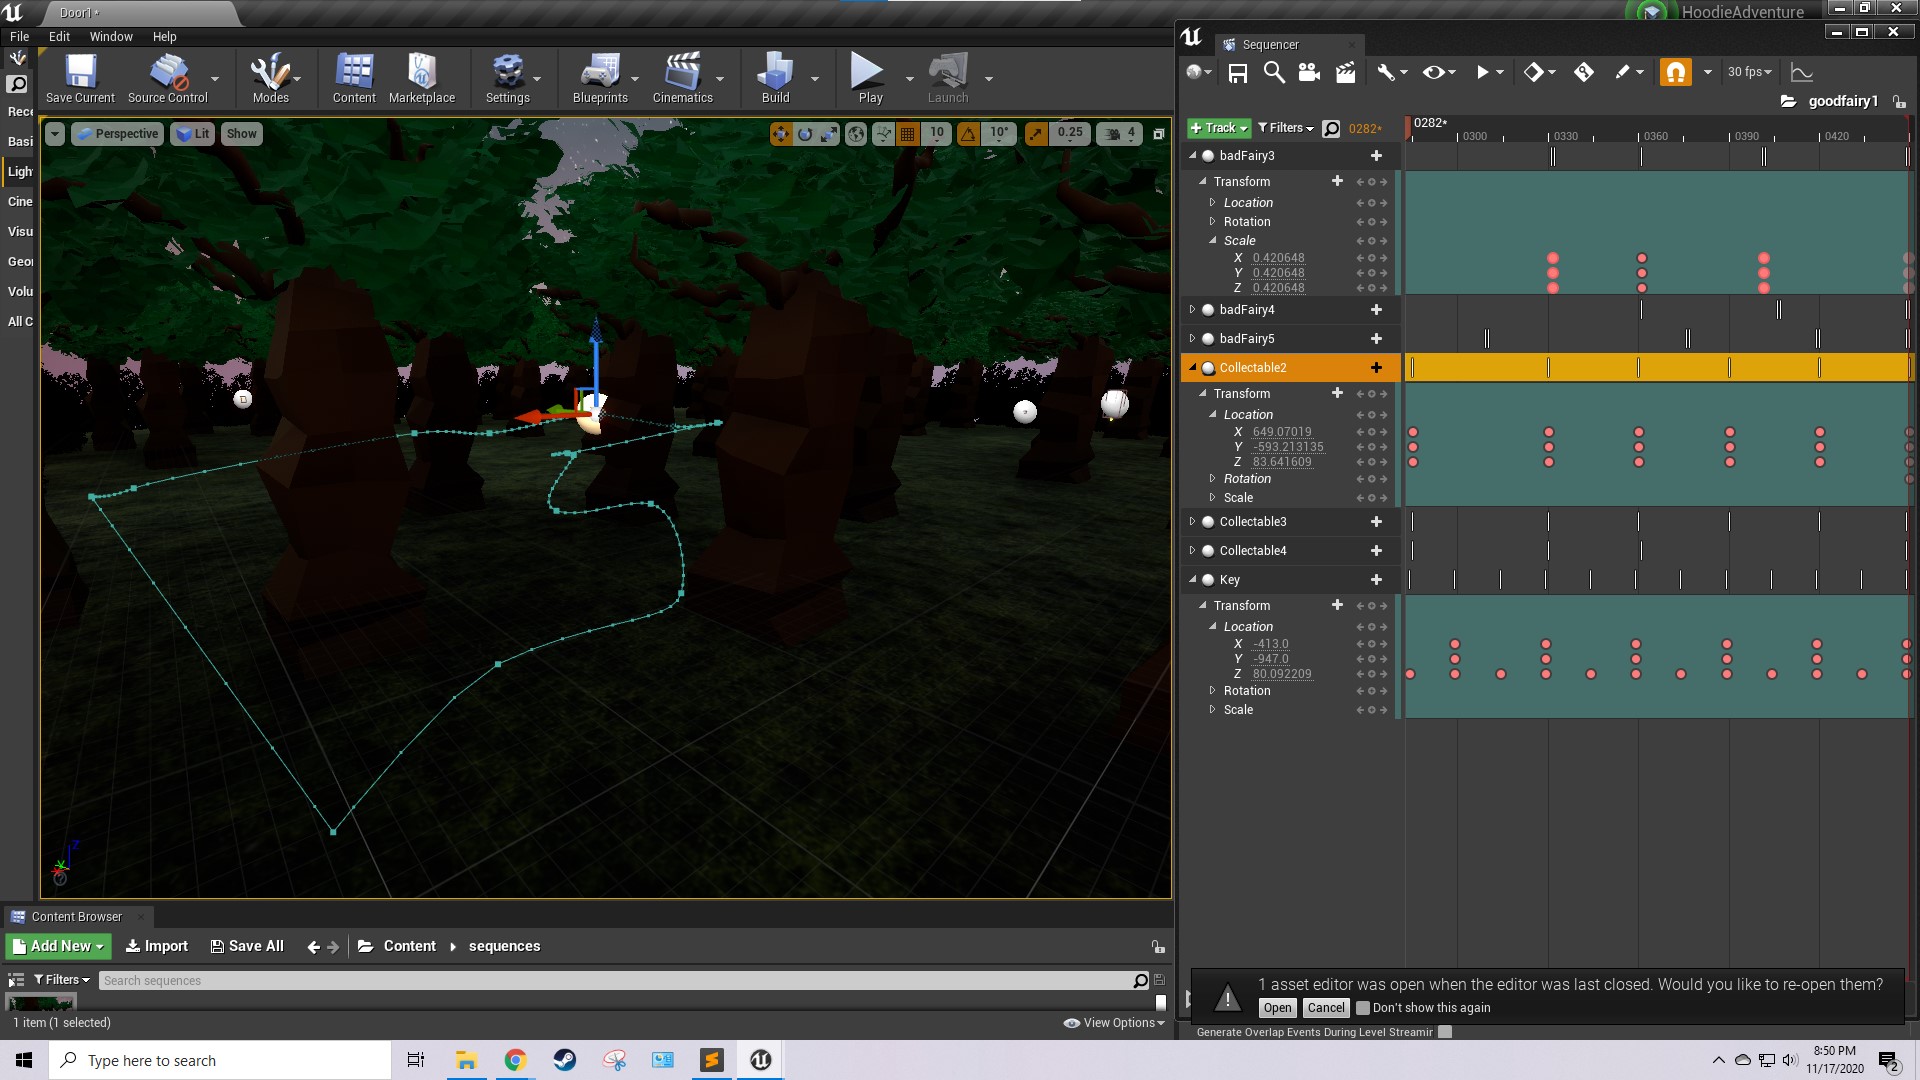 Door1*
HoodieAdventure
File Edit Window Help
Sequencer
Save Current Source Control Modes Content Marketplace Settings Blueprints Cinematics Build Play Launch
30 fps
goodfairy1
Rece
Basi
Ligh
Cine
Visu
Geo
Volu
All C
Perspective Lit Show 10 10° 0.25 4
Track Filters 0282*
0282*
0300 0330 0360 0390 0420
badFairy3
Transform
Location
Rotation
Scale
X 0.420648
Y 0.420648
Z 0.420648
badFairy4
badFairy5
Collectable2
Transform
Location
X 649.07019
Y -593.213135
Z 83.641609
Rotation
Scale
Collectable3
Collectable4
Key
Transform
Location
X -413.0
Y -947.0
Z 80.092209
Rotation
Scale
Z
Content Browser
Add New Import Save All Content sequences
Filters Search sequences
1 item (1 selected) View Options
1 asset editor was open when the editor was last closed. Would you like to re-open them?
Open Cancel Don't show this again
Generate Overlap Events During Level Streamin
Type here to search
8:50 PM
11/17/2020
2